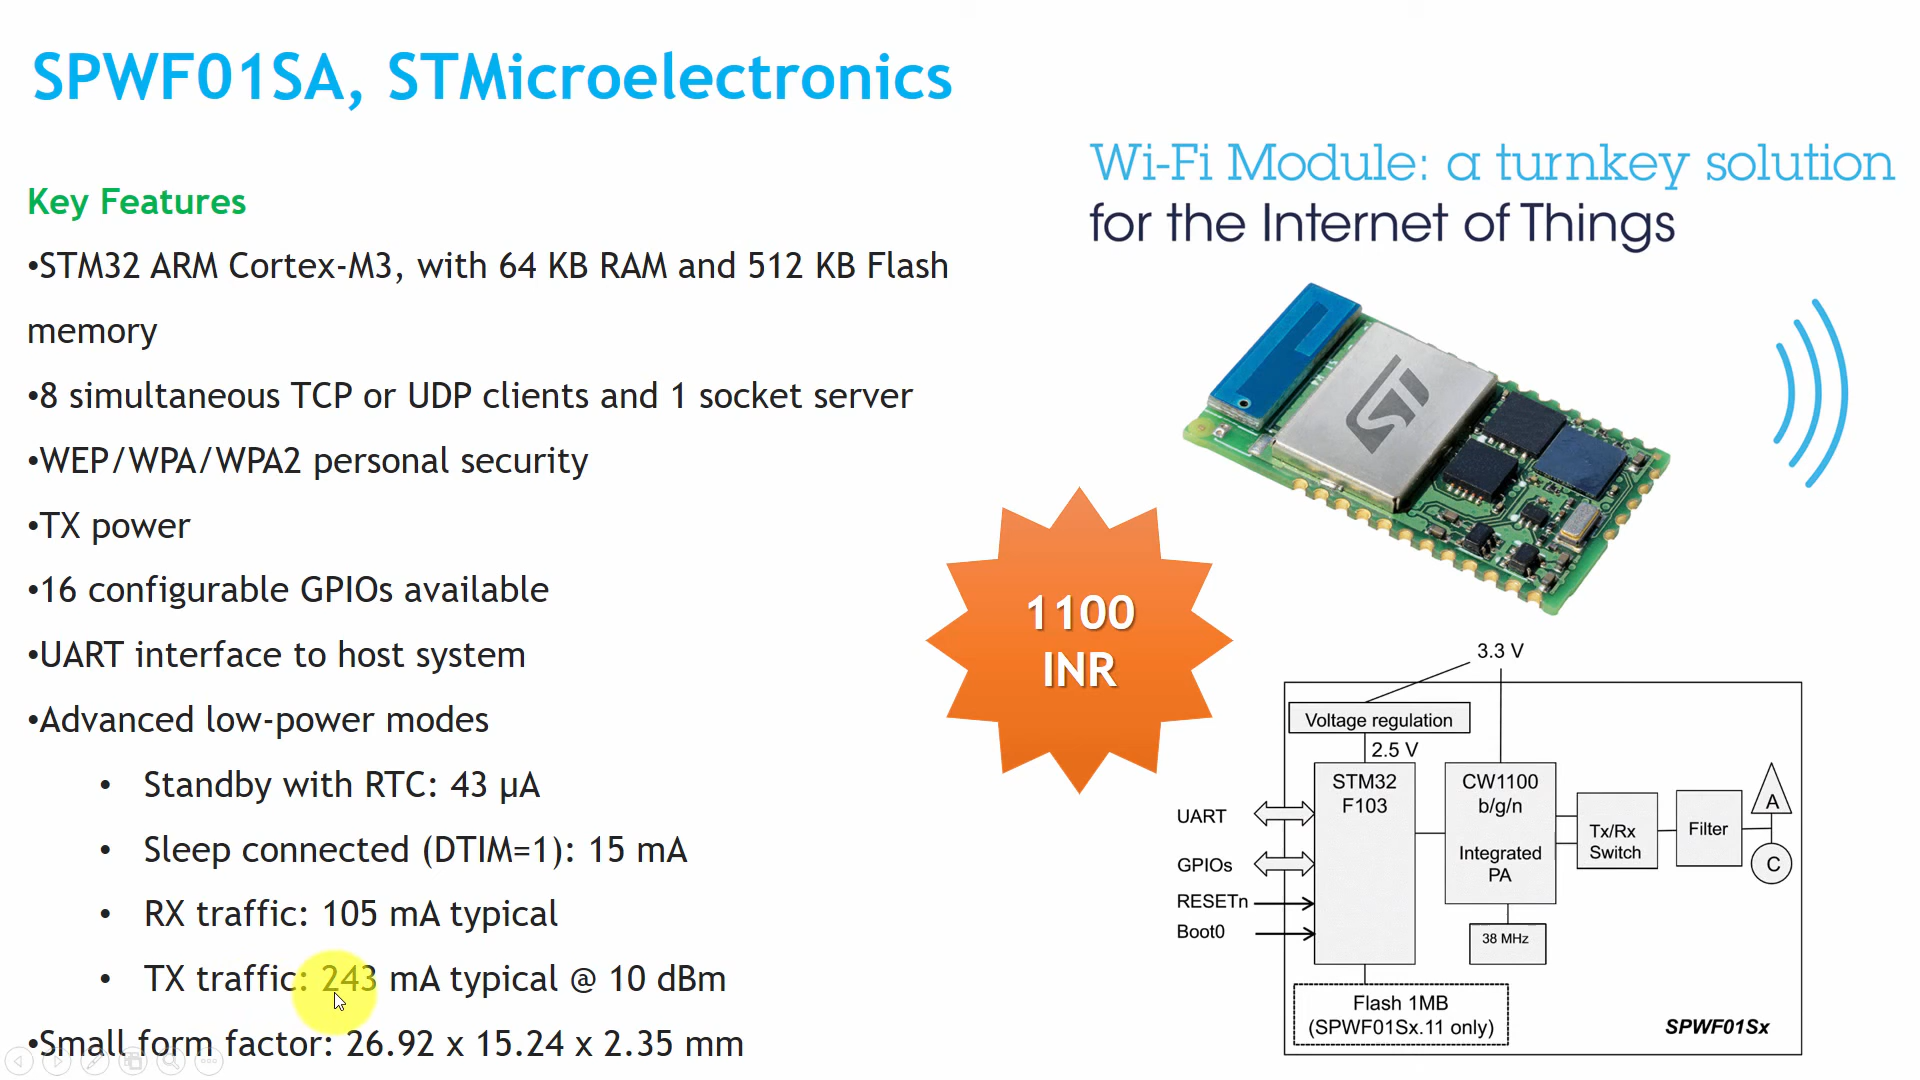 SPWF01SA, STMicroelectronics
Key Features
•STM32 ARM Cortex-M3, with 64 KB RAM and 512 KB Flash
memory
•8 simultaneous TCP or UDP clients and 1 socket server
•WEP/WPA/WPA2 personal security
•TX power
•16 configurable GPIOs available
•UART interface to host system
•Advanced low-power modes
• Standby with RTC: 43 µA
• Sleep connected (DTIM=1): 15 mA
• RX traffic: 105 mA typical
• TX traffic: 243 mA typical @ 10 dBm
•Small form factor: 26.92 x 15.24 x 2.35 mm
Wi-Fi Module: a turnkey solution
for the Internet of Things
ST
1100
INR
3.3 V
Voltage regulation
2.5 V
STM32
F103
CW1100
b/g/n
Integrated
PA
Tx/Rx
Switch
Filter
A
C
UART
GPIOs
RESETn
Boot0
38 MHz
Flash 1MB
(SPWF01Sx.11 only)
SPWF01Sx